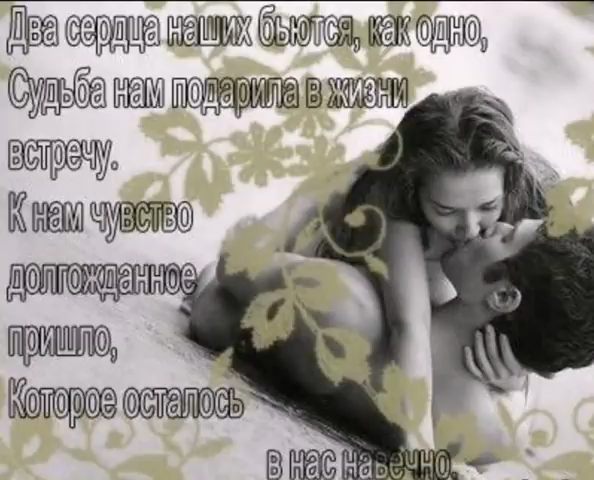 Два сердца наших бьются, как одно,
Судьба нам подарила в жизни
встречу.
К нам чувство
долгожданное
пришло,
Которое осталось
в нас навечно.